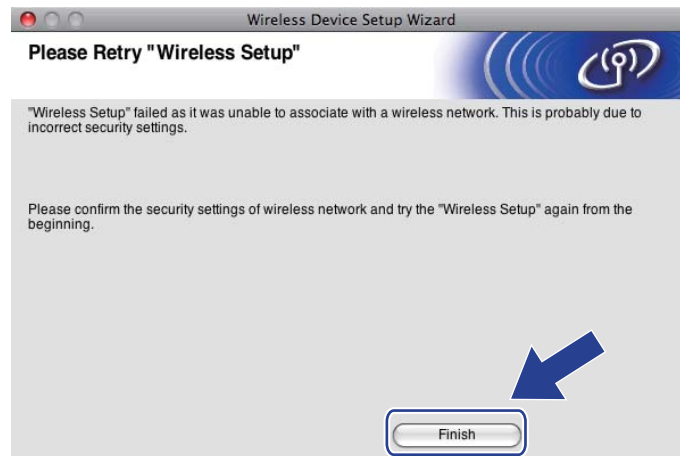 Wireless Device Setup Wizard
Please Retry "Wireless Setup"
"Wireless Setup" failed as it was unable to associate with a wireless network. This is probably due to
incorrect security settings.
Please confirm the security settings of wireless network and try the "Wireless Setup" again from the
beginning.
Finish